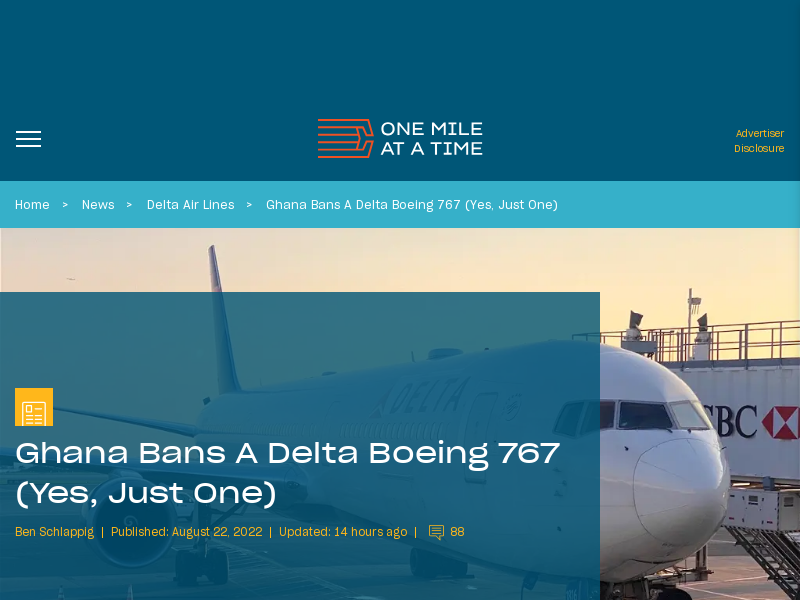 ONE MILE
AT A TIME
Advertiser
Disclosure
Home > News > Delta Air Lines > Ghana Bans A Delta Boeing 767 (Yes, Just One)
DELTA
Ghana Bans A Delta Boeing 767
(Yes, Just One)
Ben Schlappig | Published: August 22, 2022 | Updated: 14 hours ago | 88